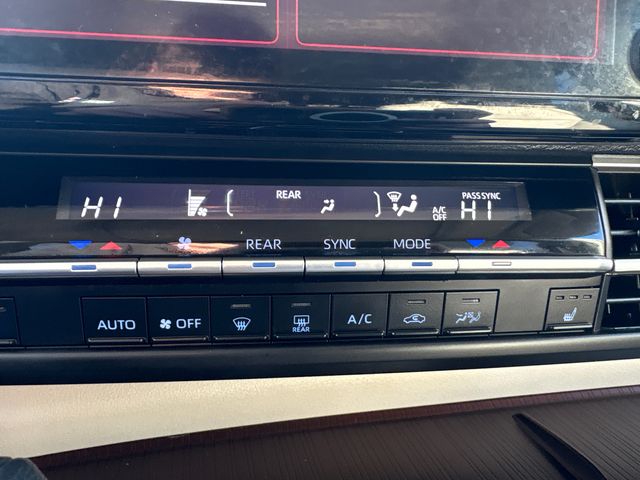 HI
REAR
A/C
OFF
PASS SYNC
HI
REAR
SYNC
MODE
AUTO
OFF
REAR
A/C